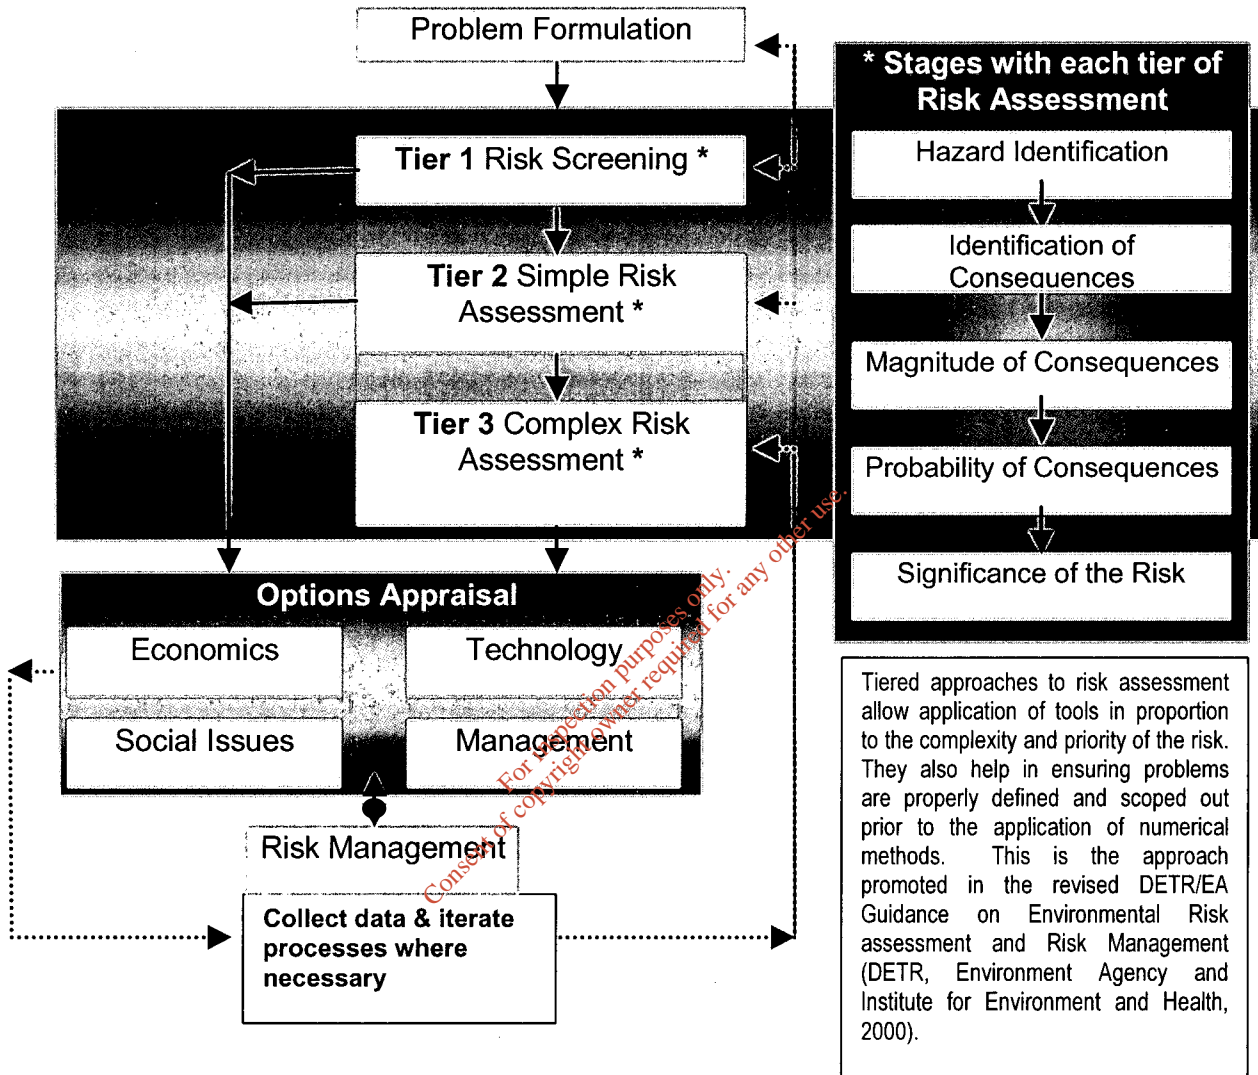 Problem Formulation
Tier 1 Risk Screening *
Tier 2 Simple Risk
Assessment *
Tier 3 Complex Risk
Assessment *
Options Appraisal
Economics
Technology
Social Issues
Management
Risk Management
Collect data & iterate
processes where
necessary
* Stages with each tier of
Risk Assessment
Hazard Identification
Identification of
Consequences
Magnitude of Consequences
Probability of Consequences
Significance of the Risk
Tiered approaches to risk assessment
allow application of tools in proportion
to the complexity and priority of the risk.
They also help in ensuring problems
are properly defined and scoped out
prior to the application of numerical
methods. This is the approach
promoted in the revised DETR/EA
Guidance on Environmental Risk
assessment and Risk Management
(DETR, Environment Agency and
Institute for Environment and Health,
2000).
For inspection purposes only.
Consent of copyright owner required for any other use.